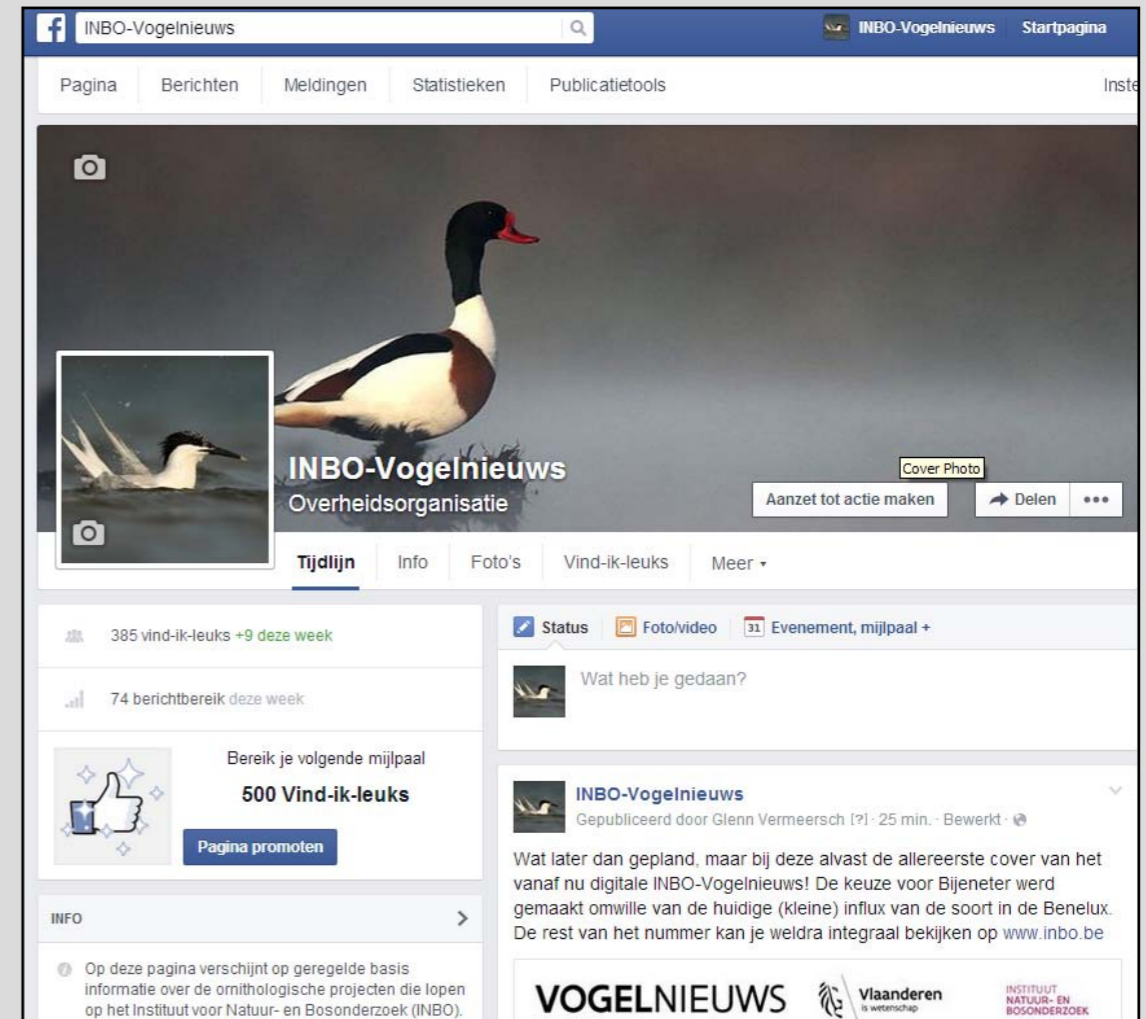 INBO-Vogelnieuws
INBO-Vogelnieuws Startpagina
Pagina Berichten Meldingen Statistieken Publicatietools Inste
INBO-Vogelnieuws
Overheidsorganisatie
Cover Photo
Aanzet tot actie maken Delen
Tijdlijn Info Foto's Vind-ik-leuks Meer
385 vind-ik-leuks +9 deze week
74 berichtbereik deze week
Bereik je volgende mijlpaal
500 Vind-ik-leuks
Pagina promoten
INFO
Op deze pagina verschijnt op geregelde basis
informatie over de ornithologische projecten die lopen
op het Instituut voor Natuur- en Bosonderzoek (INBO).
Status Foto/video 31 Evenement, mijlpaal +
Wat heb je gedaan?
INBO-Vogelnieuws
Gepubliceerd door Glenn Vermeersch [?] · 25 min. · Bewerkt ·
Wat later dan gepland, maar bij deze alvast de allereerste cover van het
vanaf nu digitale INBO-Vogelnieuws! De keuze voor Bijeneter werd
gemaakt omwille van de huidige (kleine) influx van de soort in de Benelux.
De rest van het nummer kan je weldra integraal bekijken op www.inbo.be
VOGELNIEUWS
Vlaanderen
is wetenschap
INSTITUUT
NATUUR- EN
BOSONDERZOEK